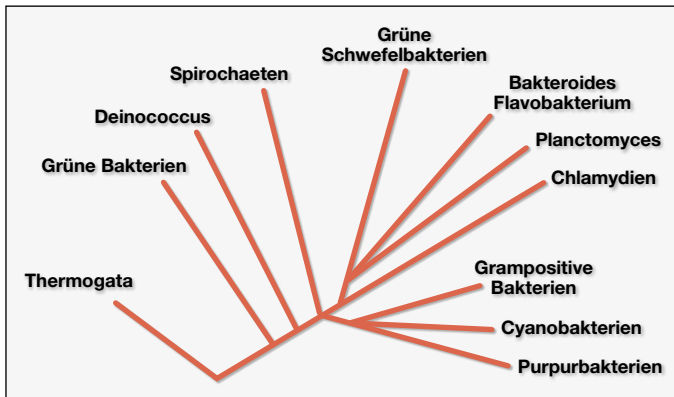 Grüne
Schwefelbakterien
Spirochaeten
Bakteroides
Flavobakterium
Deinococcus
Planctomyces
Grüne Bakterien
Chlamydien
Thermogata
Grampositive
Bakterien
Cyanobakterien
Purpurbakterien